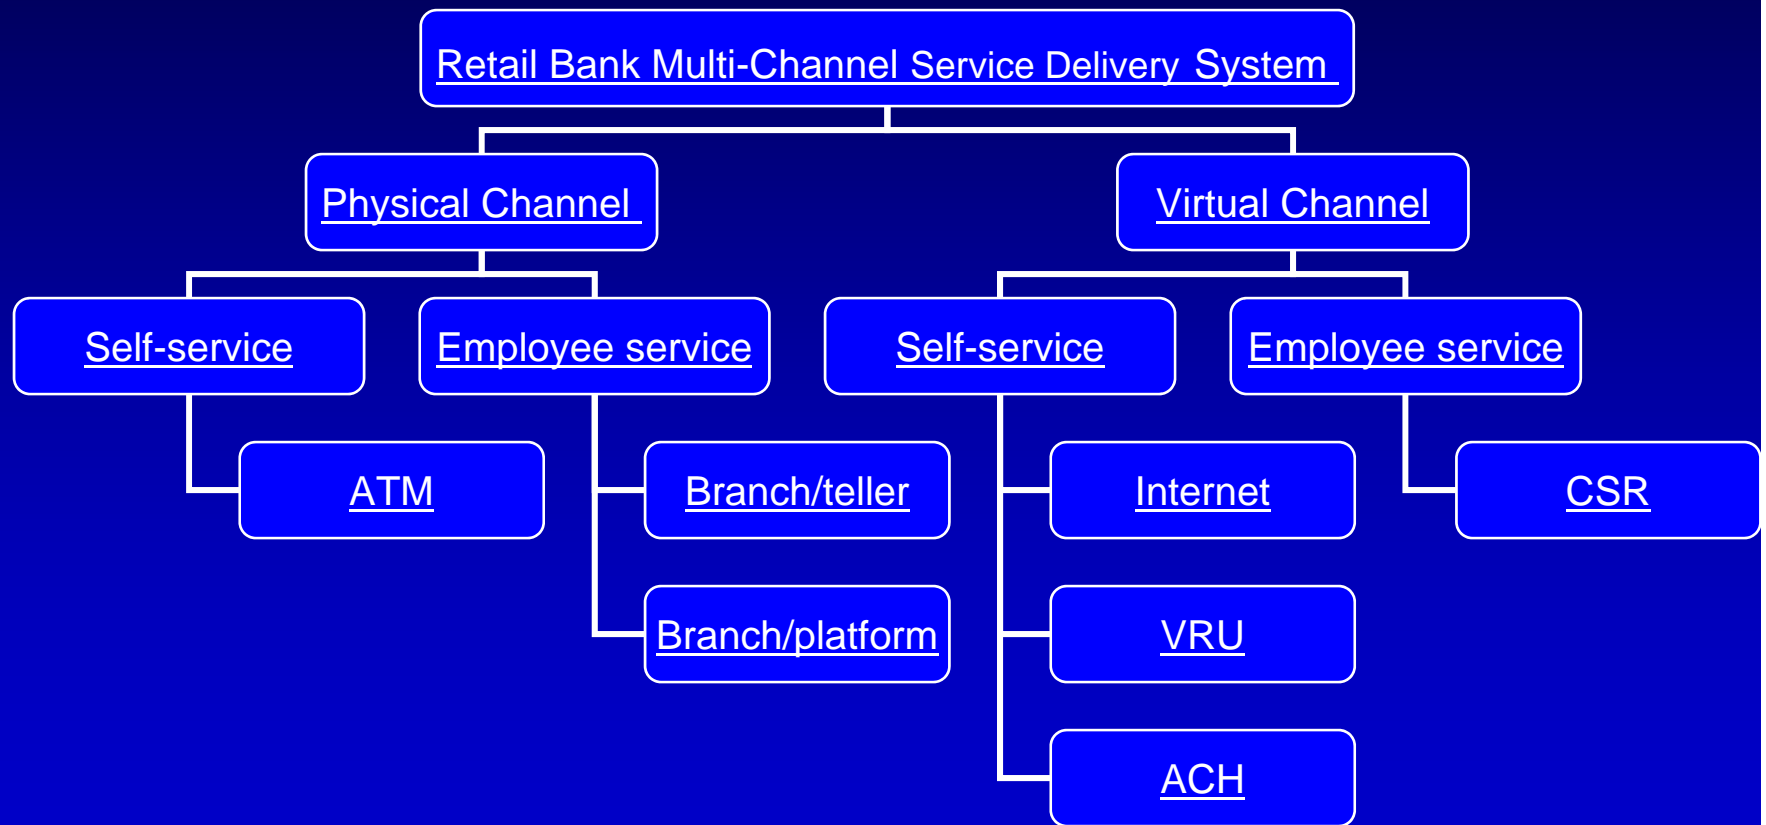 Retail Bank Multi-Channel Service Delivery System
Physical Channel
Virtual Channel
Self-service
Employee service
Self-service
Employee service
ATM
Branch/teller
Internet
CSR
Branch/platform
VRU
ACH